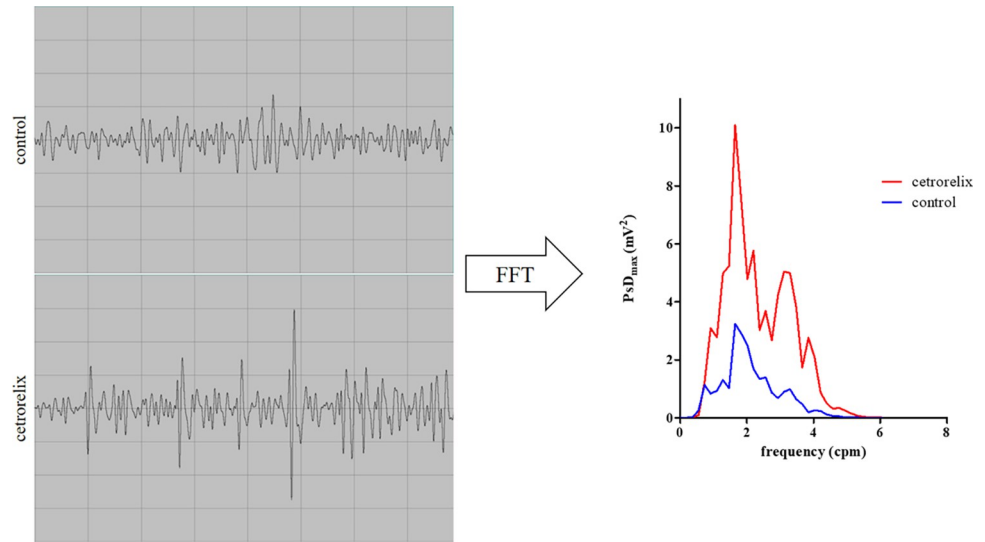 control
cetrorelix
FFT
PsDmax (mV2)
10
8
6
4
2
0
0 2 4 6 8
frequency (cpm)
cetrorelix
control